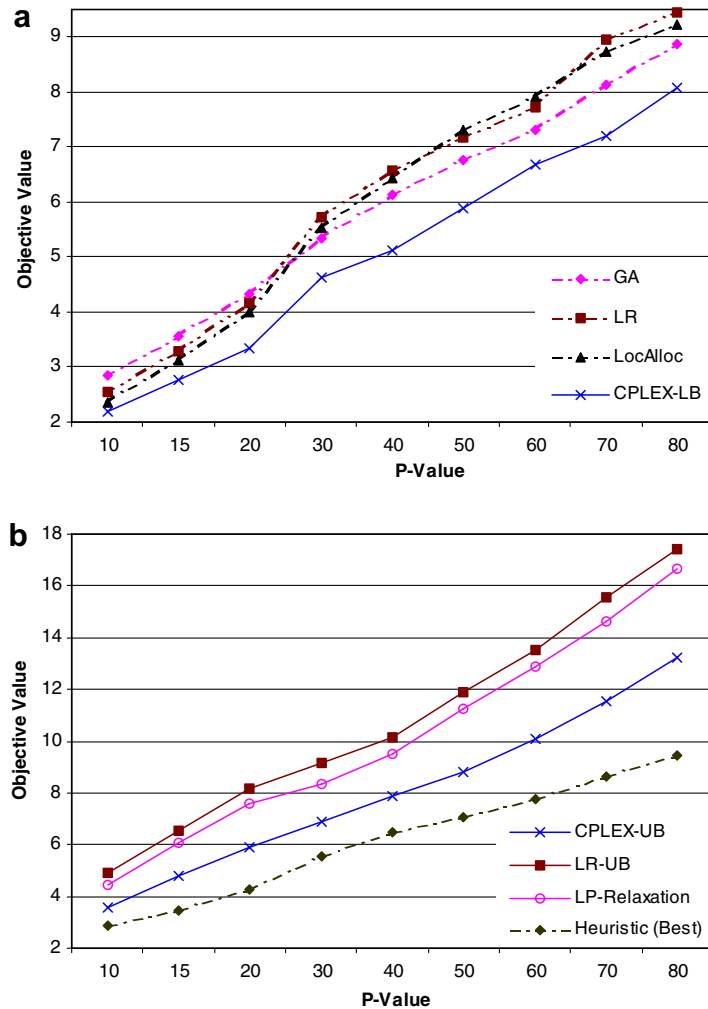 a
9
8
7
6
5
4
3
2
Objective Value
GA
LR
LocAlloc
CPLEX-LB
10 15 20 30 40 50 60 70 80
P-Value
b
18
16
14
12
10
8
6
4
2
Objective Value
CPLEX-UB
LR-UB
LP-Relaxation
Heuristic (Best)
10 15 20 30 40 50 60 70 80
P-Value